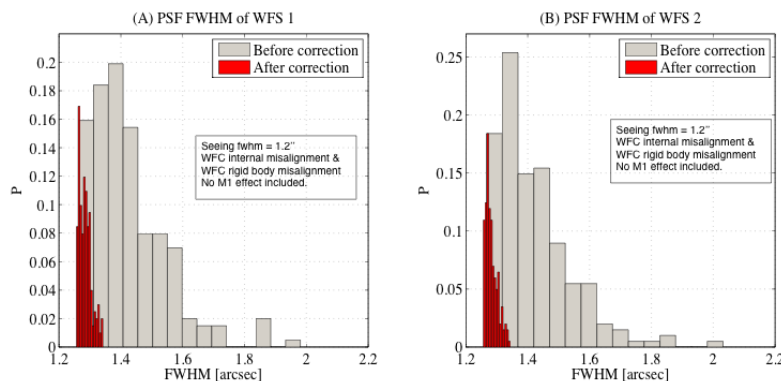 (A) PSF FWHM of WFS 1
Before correction
After correction
Seeing fwhm = 1.2"
WFC internal misalignment &
WFC rigid body misalignment
No M1 effect included.
P
0.2
0.18
0.16
0.14
0.12
0.1
0.08
0.06
0.04
0.02
0
1.2
1.4
1.6
1.8
2
2.2
FWHM [arcsec]
(B) PSF FWHM of WFS 2
Before correction
After correction
Seeing fwhm = 1.2"
WFC internal misalignment &
WFC rigid body misalignment
No M1 effect included.
P
0.25
0.2
0.15
0.1
0.05
0
1.2
1.4
1.6
1.8
2
2.2
FWHM [arcsec]